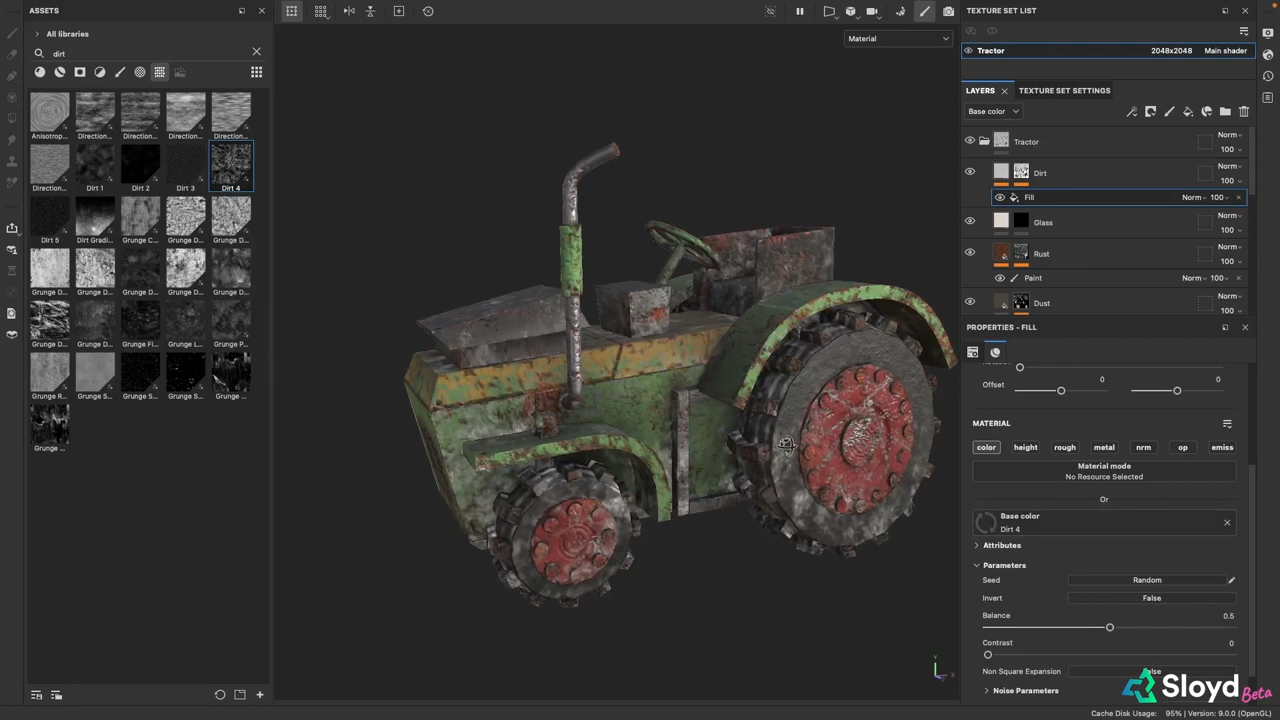 ASSETS
All libraries
dirt
Anisotrop...
Direction...
Direction...
Direction...
Direction...
Direction...
Dirt 1
Dirt 2
Dirt 3
Dirt 4
Dirt 5
Dirt Gradi...
Grunge C...
Grunge D...
Grunge D...
Grunge D...
Grunge D...
Grunge D...
Grunge D...
Grunge D...
Grunge D...
Grunge D...
Grunge Fl...
Grunge L...
Grunge P...
Grunge R...
Grunge S...
Grunge S...
Grunge S...
Grunge ...
Grunge ...
Material
TEXTURE SET LIST
Tractor 2048x2048 Main shader
LAYERS TEXTURE SET SETTINGS
Base color
Tractor Norm 100
Dirt Norm 100
Fill Norm 100
Glass Norm 100
Rust Norm 100
Paint Norm 100
Dust Norm 100
PROPERTIES - FILL
Offset 0 0
MATERIAL
color height rough metal nrm op emiss
Material mode
No Resource Selected
Or
Base color
Dirt 4
Attributes
Parameters
Seed Random
Invert False
Balance 0.5
Contrast 0
Non Square Expansion
Noise Parameters
Sloyd Beta
Cache Disk Usage: 95% | Version: 9.0.0 (OpenGL)
Y